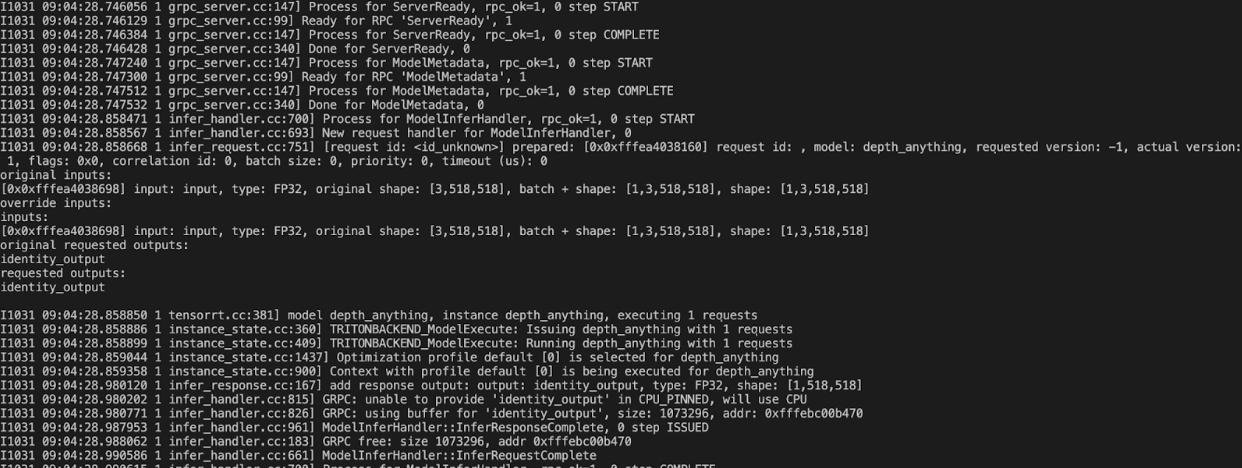 I1031 09:04:28.746056 1 grpc_server.cc:147] Process for ServerReady, rpc_ok=1, 0 step START
I1031 09:04:28.746129 1 grpc_server.cc:99] Ready for RPC 'ServerReady', 1
I1031 09:04:28.746384 1 grpc_server.cc:147] Process for ServerReady, rpc_ok=1, 0 step COMPLETE
I1031 09:04:28.746428 1 grpc_server.cc:340] Done for ServerReady, 0
I1031 09:04:28.747240 1 grpc_server.cc:147] Process for ModelMetadata, rpc_ok=1, 0 step START
I1031 09:04:28.747300 1 grpc_server.cc:99] Ready for RPC 'ModelMetadata', 1
I1031 09:04:28.747512 1 grpc_server.cc:147] Process for ModelMetadata, rpc_ok=1, 0 step COMPLETE
I1031 09:04:28.747532 1 grpc_server.cc:340] Done for ModelMetadata, 0
I1031 09:04:28.858471 1 infer_handler.cc:700] Process for ModelInferHandler, rpc_ok=1, 0 step START
I1031 09:04:28.858567 1 infer_handler.cc:693] New request handler for ModelInferHandler, 0
I1031 09:04:28.858668 1 infer_request.cc:751] [request id: <id_unknown>] prepared: [0x0xfffea4038160] request id: , model: depth_anything, requested version: -1, actual version:
1, flags: 0x0, correlation id: 0, batch size: 0, priority: 0, timeout (us): 0
original inputs:
[0x0xfffea4038698] input: input, type: FP32, original shape: [3,518,518], batch + shape: [1,3,518,518], shape: [1,3,518,518]
override inputs:
inputs:
[0x0xfffea4038698] input: input, type: FP32, original shape: [3,518,518], batch + shape: [1,3,518,518], shape: [1,3,518,518]
original requested outputs:
identity_output
requested outputs:
identity_output
I1031 09:04:28.858850 1 tensorrt.cc:381] model depth_anything, instance depth_anything, executing 1 requests
I1031 09:04:28.858886 1 instance_state.cc:360] TRITONBACKEND_ModelExecute: Issuing depth_anything with 1 requests
I1031 09:04:28.858899 1 instance_state.cc:409] TRITONBACKEND_ModelExecute: Running depth_anything with 1 requests
I1031 09:04:28.859044 1 instance_state.cc:1437] Optimization profile default [0] is selected for depth_anything
I1031 09:04:28.859358 1 instance_state.cc:900] Context with profile default [0] is being executed for depth_anything
I1031 09:04:28.980120 1 infer_response.cc:167] add response output: output: identity_output, type: FP32, shape: [1,518,518]
I1031 09:04:28.980202 1 infer_handler.cc:815] GRPC: unable to provide 'identity_output' in CPU_PINNED, will use CPU
I1031 09:04:28.980771 1 infer_handler.cc:826] GRPC: using buffer for 'identity_output', size: 1073296, addr: 0xfffebc00b470
I1031 09:04:28.987953 1 infer_handler.cc:961] ModelInferHandler::InferResponseComplete, 0 step ISSUED
I1031 09:04:28.988062 1 infer_handler.cc:183] GRPC free: size 1073296, addr 0xfffebc00b470
I1031 09:04:28.990586 1 infer_handler.cc:661] ModelInferHandler::InferRequestComplete
I1031 09:04:28.990615 1 infer_handler.cc:700] Process for ModelInferHandler, rpc_ok=1, 0 step COMPLETE